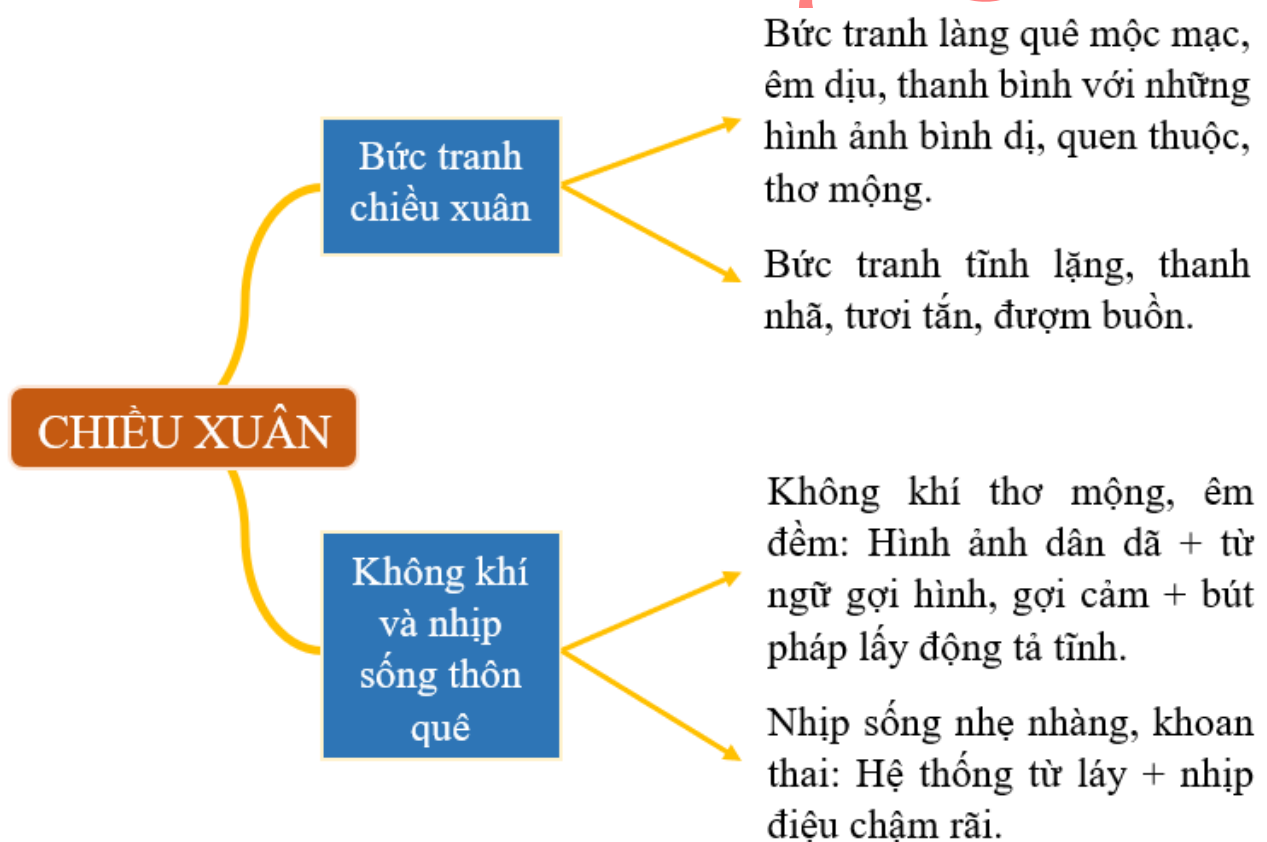 Bức tranh làng quê mộc mạc,
êm dịu, thanh bình với những
hình ảnh bình dị, quen thuộc,
thơ mộng.
Bức tranh
chiều xuân
Bức tranh tĩnh lặng, thanh
nhã, tươi tắn, đượm buồn.
CHIỀU XUÂN
Không khí thơ mộng, êm
đềm: Hình ảnh dân dã + từ
ngữ gợi hình, gợi cảm + bút
pháp lấy động tả tĩnh.
Không khí
và nhịp
sống thôn
quê
Nhịp sống nhẹ nhàng, khoan
thai: Hệ thống từ láy + nhịp
điệu chậm rãi.